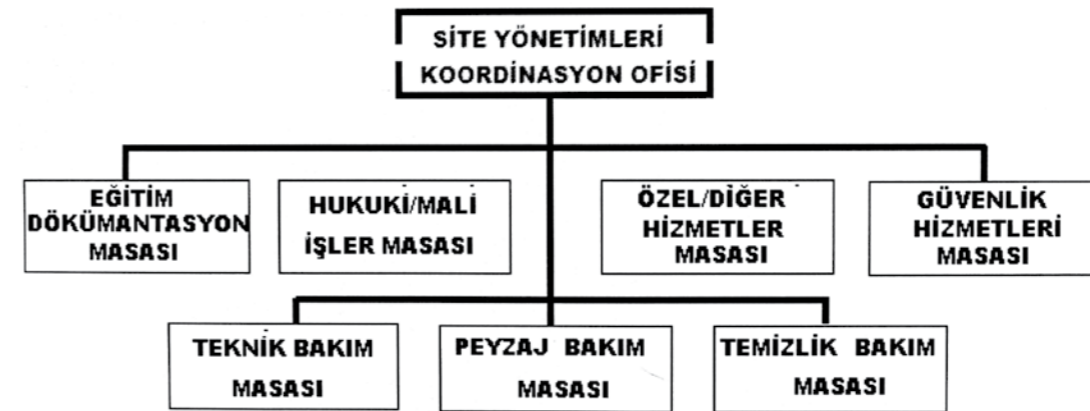 SİTE YÖNETİMLERİ
KOORDİNASYON OFİSİ
EĞİTİM
DÖKÜMANTASYON
MASASI
HUKUKİ/MALİ
İŞLER MASASI
ÖZEL/DİĞER
HİZMETLER
MASASI
GÜVENLİK
HİZMETLERİ
MASASI
TEKNİK BAKIM
MASASI
PEYZAJ BAKIM
MASASI
TEMİZLİK BAKIM
MASASI